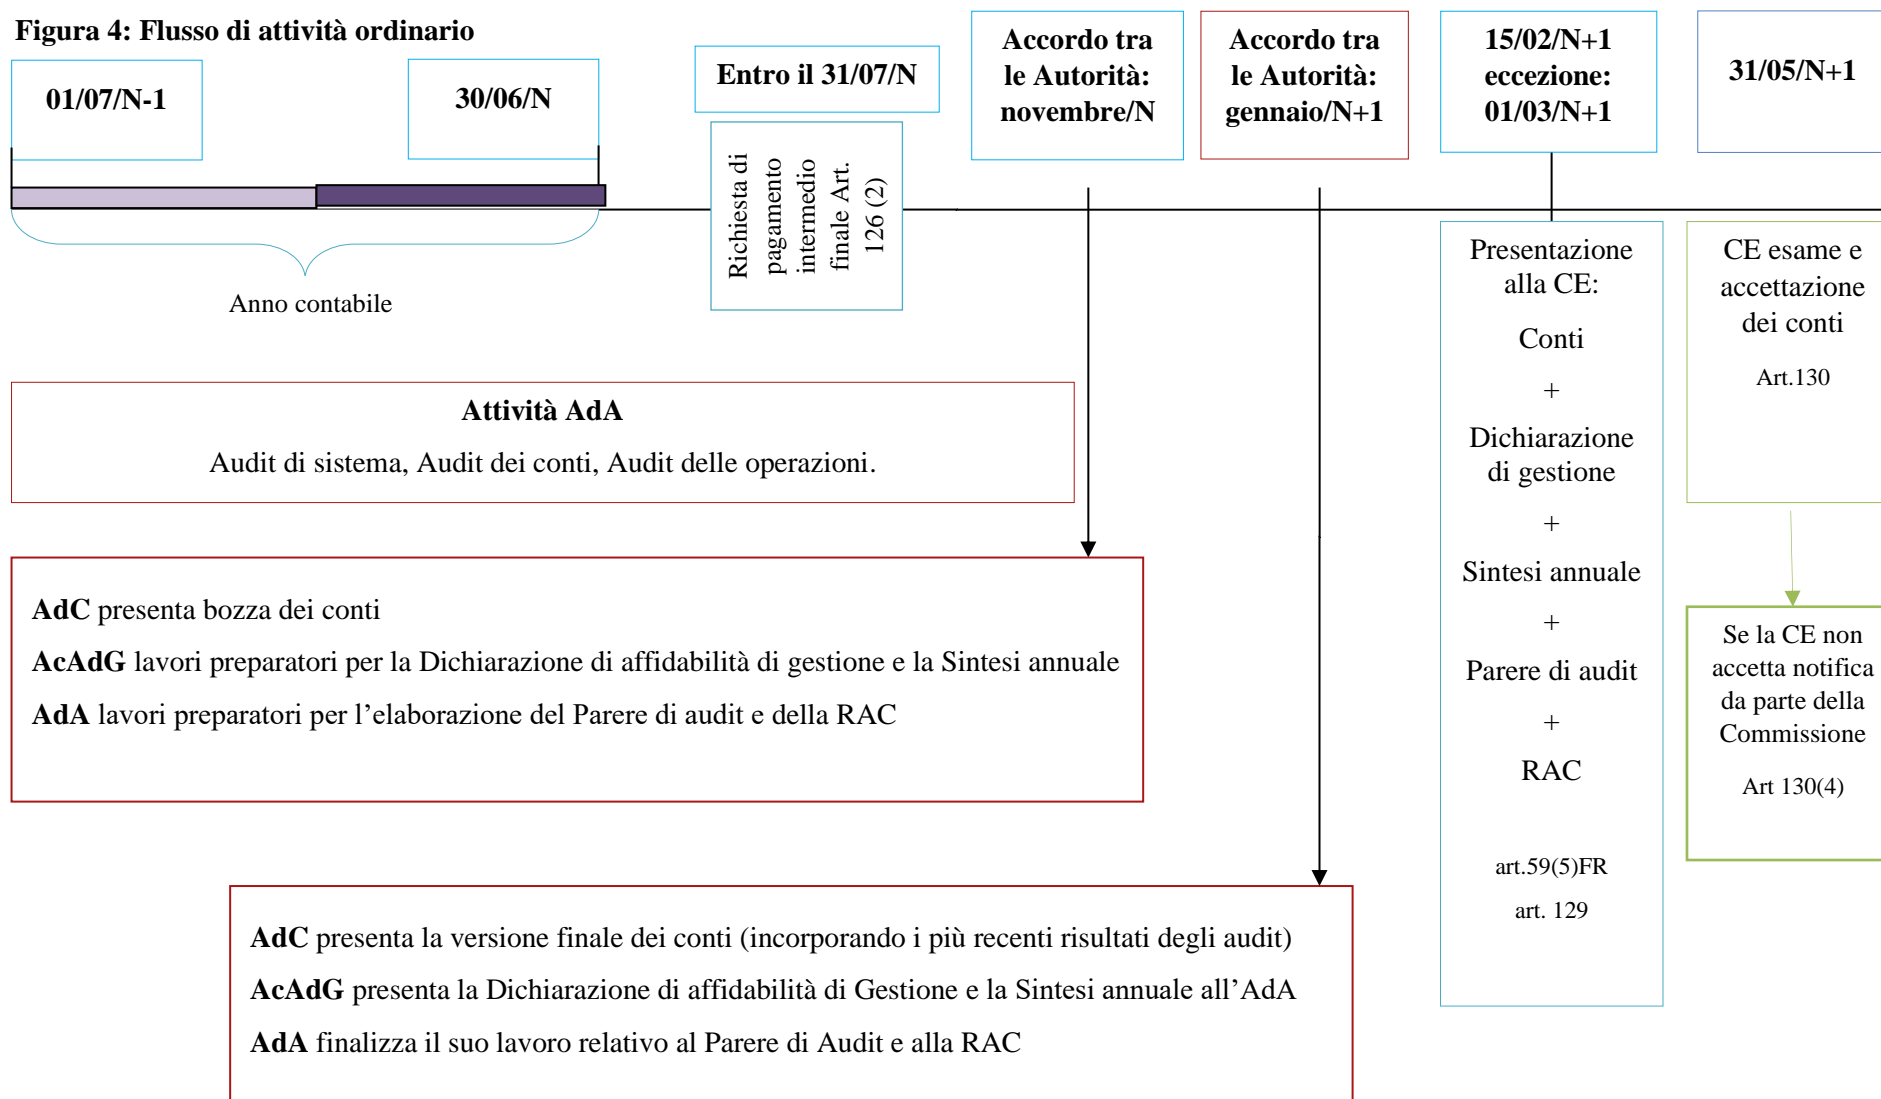 Figura 4: Flusso di attività ordinario
01/07/N-1
30/06/N
Entro il 31/07/N
Accordo tra
le Autorità:
novembre/N
Accordo tra
le Autorità:
gennaio/N+1
15/02/N+1
eccezione:
01/03/N+1
31/05/N+1
Richiesta di
pagamento
intermedio
finale Art.
126 (2)
Anno contabile
Presentazione
alla CE:
Conti
+
Dichiarazione
di gestione
+
Sintesi annuale
+
Parere di audit
+
RAC
art.59(5)FR
art. 129
CE esame e
accettazione
dei conti
Art.130
Se la CE non
accetta notifica
da parte della
Commissione
Art 130(4)
Attività AdA
Audit di sistema, Audit dei conti, Audit delle operazioni.
AdC presenta bozza dei conti
AcAdG lavori preparatori per la Dichiarazione di affidabilità di gestione e la Sintesi annuale
AdA lavori preparatori per l’elaborazione del Parere di audit e della RAC
AdC presenta la versione finale dei conti (incorporando i più recenti risultati degli audit)
AcAdG presenta la Dichiarazione di affidabilità di Gestione e la Sintesi annuale all’AdA
AdA finalizza il suo lavoro relativo al Parere di Audit e alla RAC